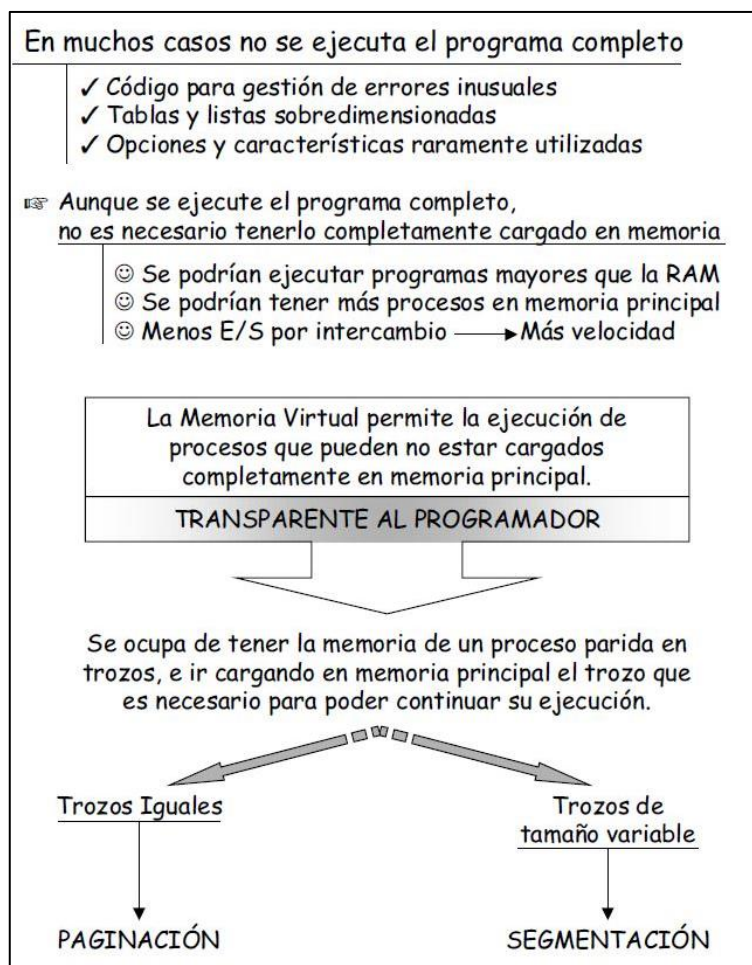 En muchos casos no se ejecuta el programa completo
✓ Código para gestión de errores inusuales
✓ Tablas y listas sobredimensionadas
✓ Opciones y características raramente utilizadas
☞ Aunque se ejecute el programa completo,
no es necesario tenerlo completamente cargado en memoria
☺ Se podrían ejecutar programas mayores que la RAM
☺ Se podrían tener más procesos en memoria principal
☺ Menos E/S por intercambio → Más velocidad
La Memoria Virtual permite la ejecución de
procesos que pueden no estar cargados
completamente en memoria principal.
TRANSPARENTE AL PROGRAMADOR
Se ocupa de tener la memoria de un proceso parida en
trozos, e ir cargando en memoria principal el trozo que
es necesario para poder continuar su ejecución.
Trozos Iguales
PAGINACIÓN
Trozos de
tamaño variable
SEGMENTACIÓN